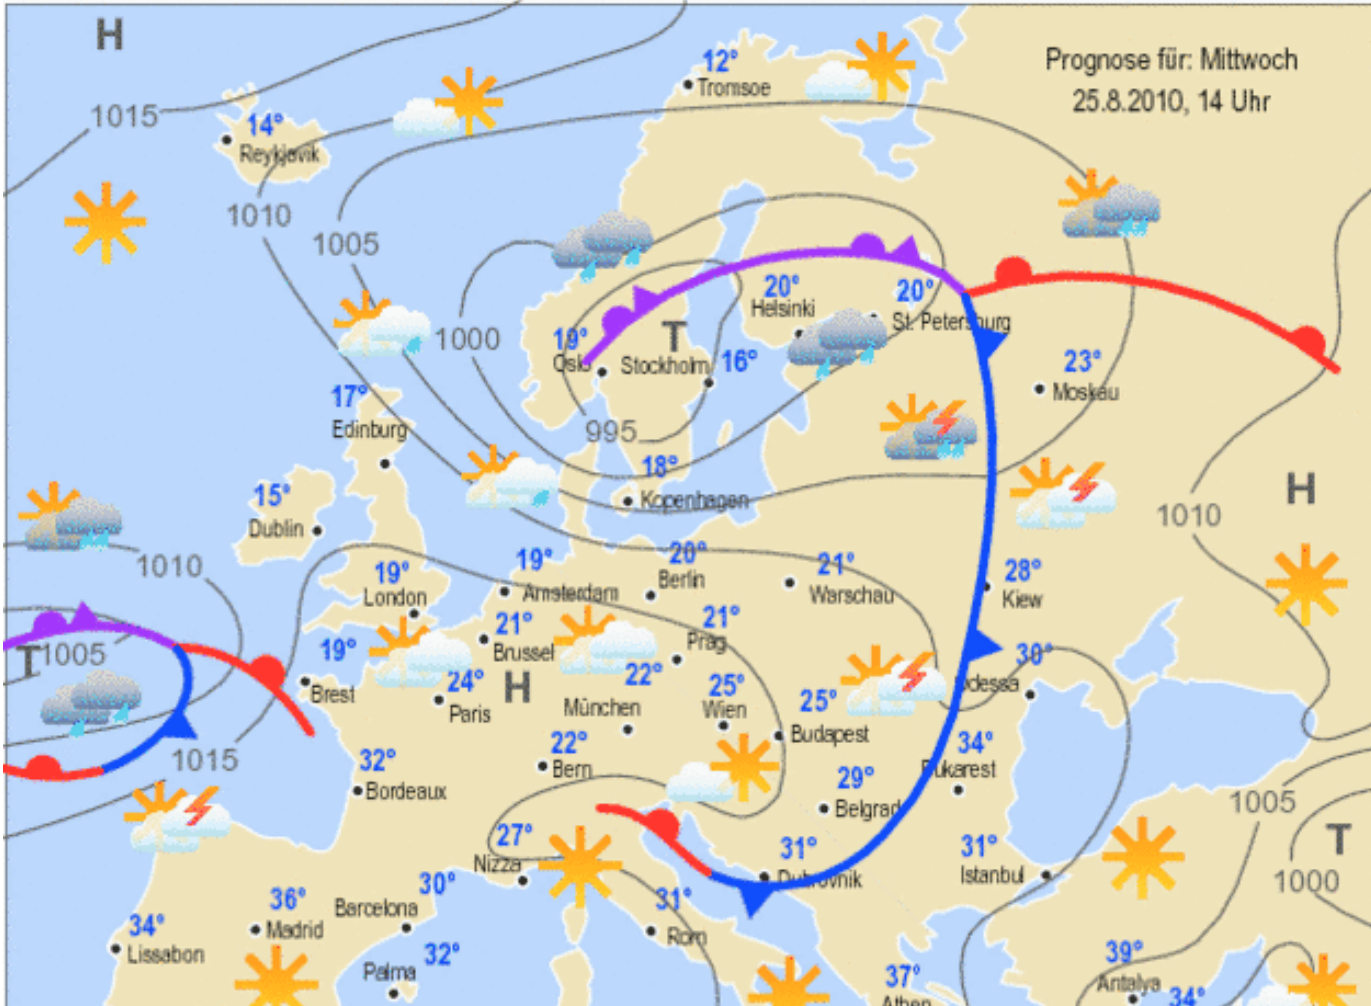 H
Prognose für: Mittwoch
25.8.2010, 14 Uhr
12°
Tromsoe
1015
14°
Reykjavik
1010
1005
1000
20°
Helsinki
20°
St. Petersburg
19°
Oslo
T
Stockholm
16°
23°
Moskau
17°
Edinburg
995
18°
Kopenhagen
H
1010
15°
Dublin
1010
19°
London
19°
Amsterdam
20°
Berlin
21°
Warschau
28°
Kiew
T
1005
19°
Brest
21°
Brussel
21°
Prag
30°
Odessa
24°
Paris
H
22°
München
25°
Wien
25°
Budapest
34°
Bukarest
1015
32°
Bordeaux
22°
Bern
29°
Belgrad
1005
T
1000
27°
Nizza
31°
Dubrovnik
31°
Istanbul
36°
Madrid
30°
Barcelona
31°
Rom
34°
Lissabon
32°
Palma
37°
Athen
39°
Antalya
34°